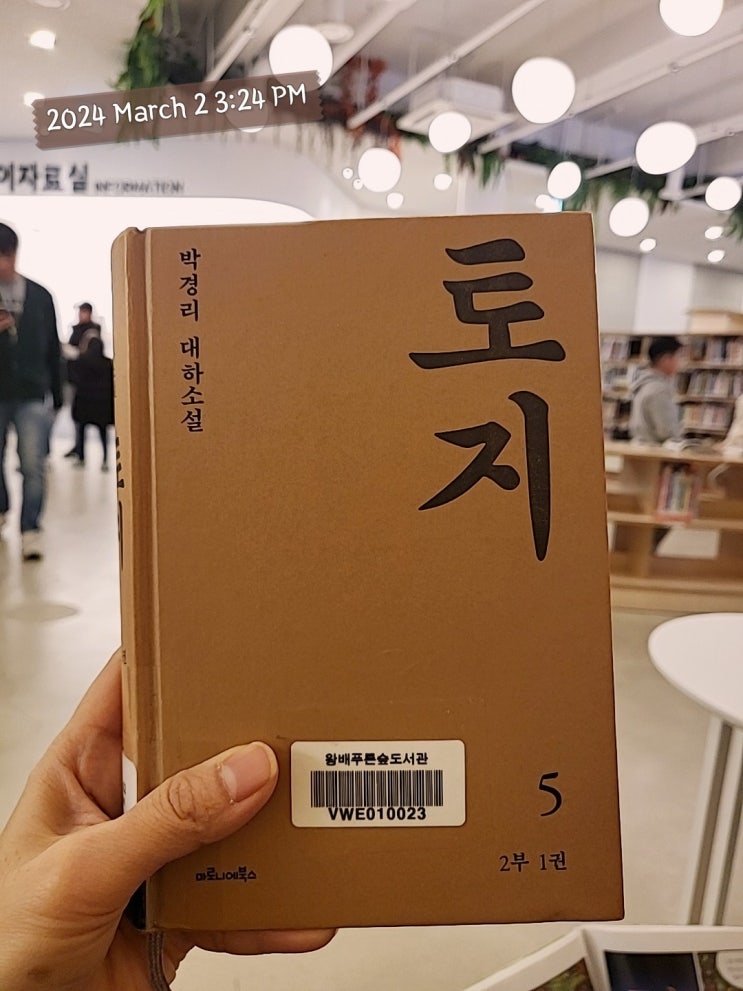 2024 March 2 3:24 PM
자료실 INFORMATION
박경리 대하소설
토지
왕배푸른숲도서관
VWE010023
5
2부 1권
마로니에북스